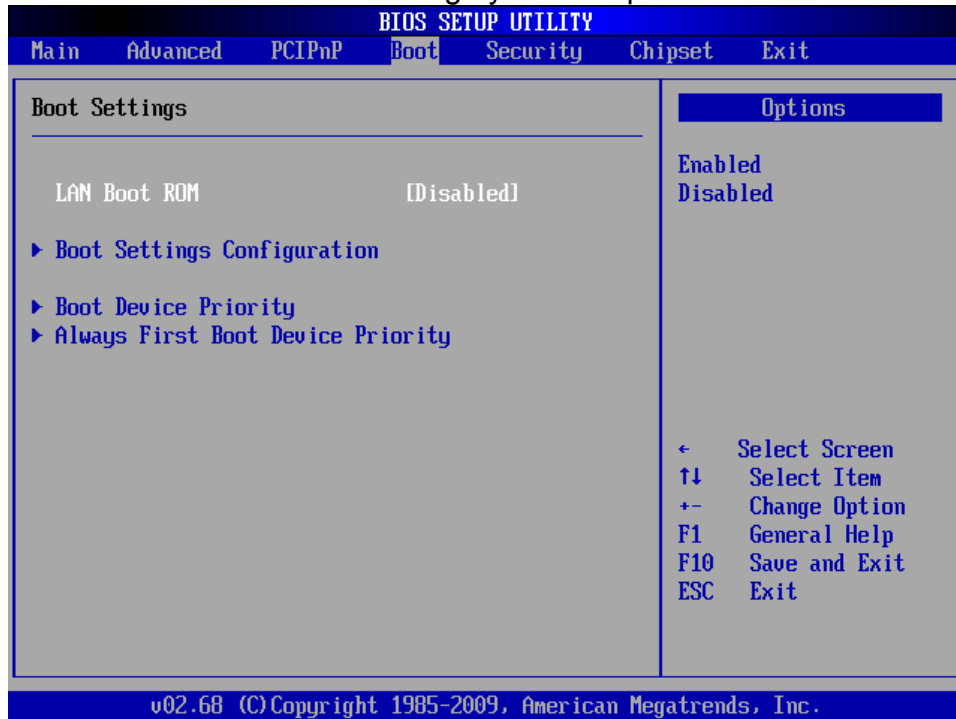 BIOS SETUP UTILITY
Main Advanced PCIPnP Boot Security Chipset Exit
Boot Settings
LAN Boot ROM [Disabled]
▶ Boot Settings Configuration
▶ Boot Device Priority
▶ Always First Boot Device Priority
Options
Enabled
Disabled
← Select Screen
↑↓ Select Item
+- Change Option
F1 General Help
F10 Save and Exit
ESC Exit
v02.68 (C)Copyright 1985-2009, American Megatrends, Inc.